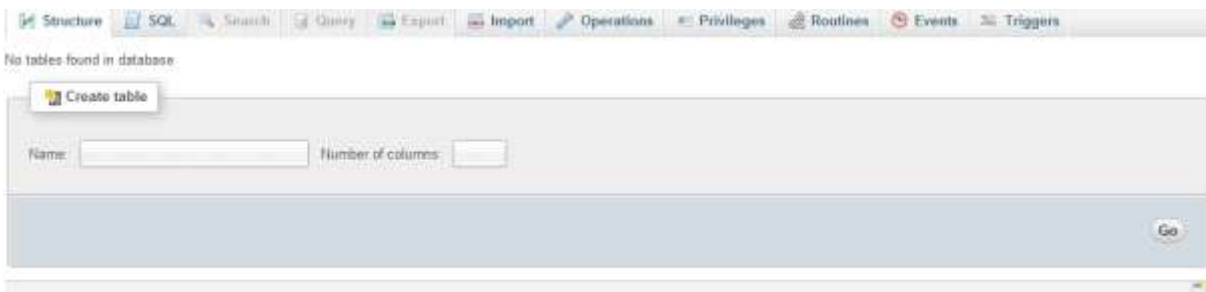 Structure SQL Search Query Export Import Operations Privileges Routines Events Triggers
No tables found in database
Create table
Name: Number of columns:
Go